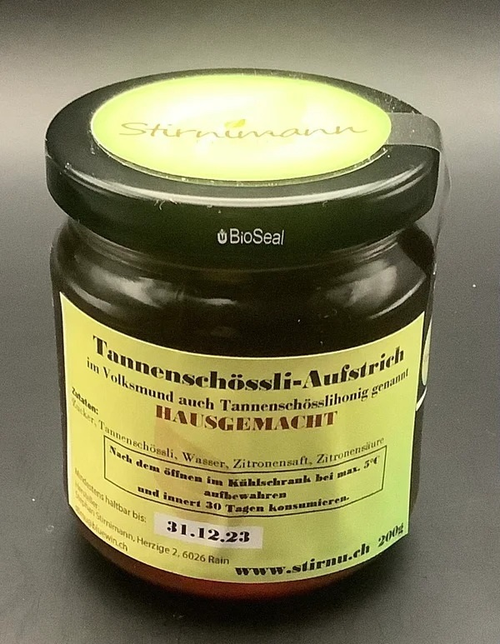 Stirnimann
BioSeal
Tannenschössli-Aufstrich
im Volksmund auch Tannenschösslihonig genannt
HAUSGEMACHT
Zutaten:
Zucker, Tannenschössli, Wasser, Zitronensaft, Zitronensäure
Nach dem öffnen im Kühlschrank bei max. 5°C
aufbewahren
und innert 30 Tagen konsumieren.
Mindestens haltbar bis:
31.12.23
Stirnimann, Herzige 2, 6026 Rain
www.stirnu.ch 200g